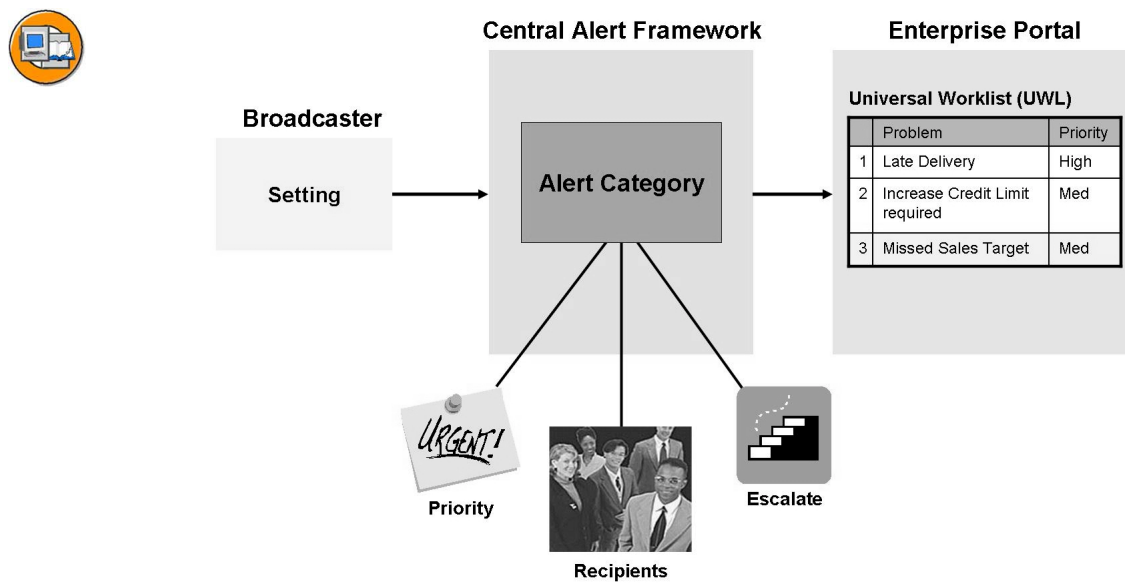 Central Alert Framework
Enterprise Portal
Broadcaster
Setting
Alert Category
Universal Worklist (UWL)
Problem Priority
1 Late Delivery High
2 Increase Credit Limit Med
required
3 Missed Sales Target Med
URGENT!
Priority
Recipients
Escalate